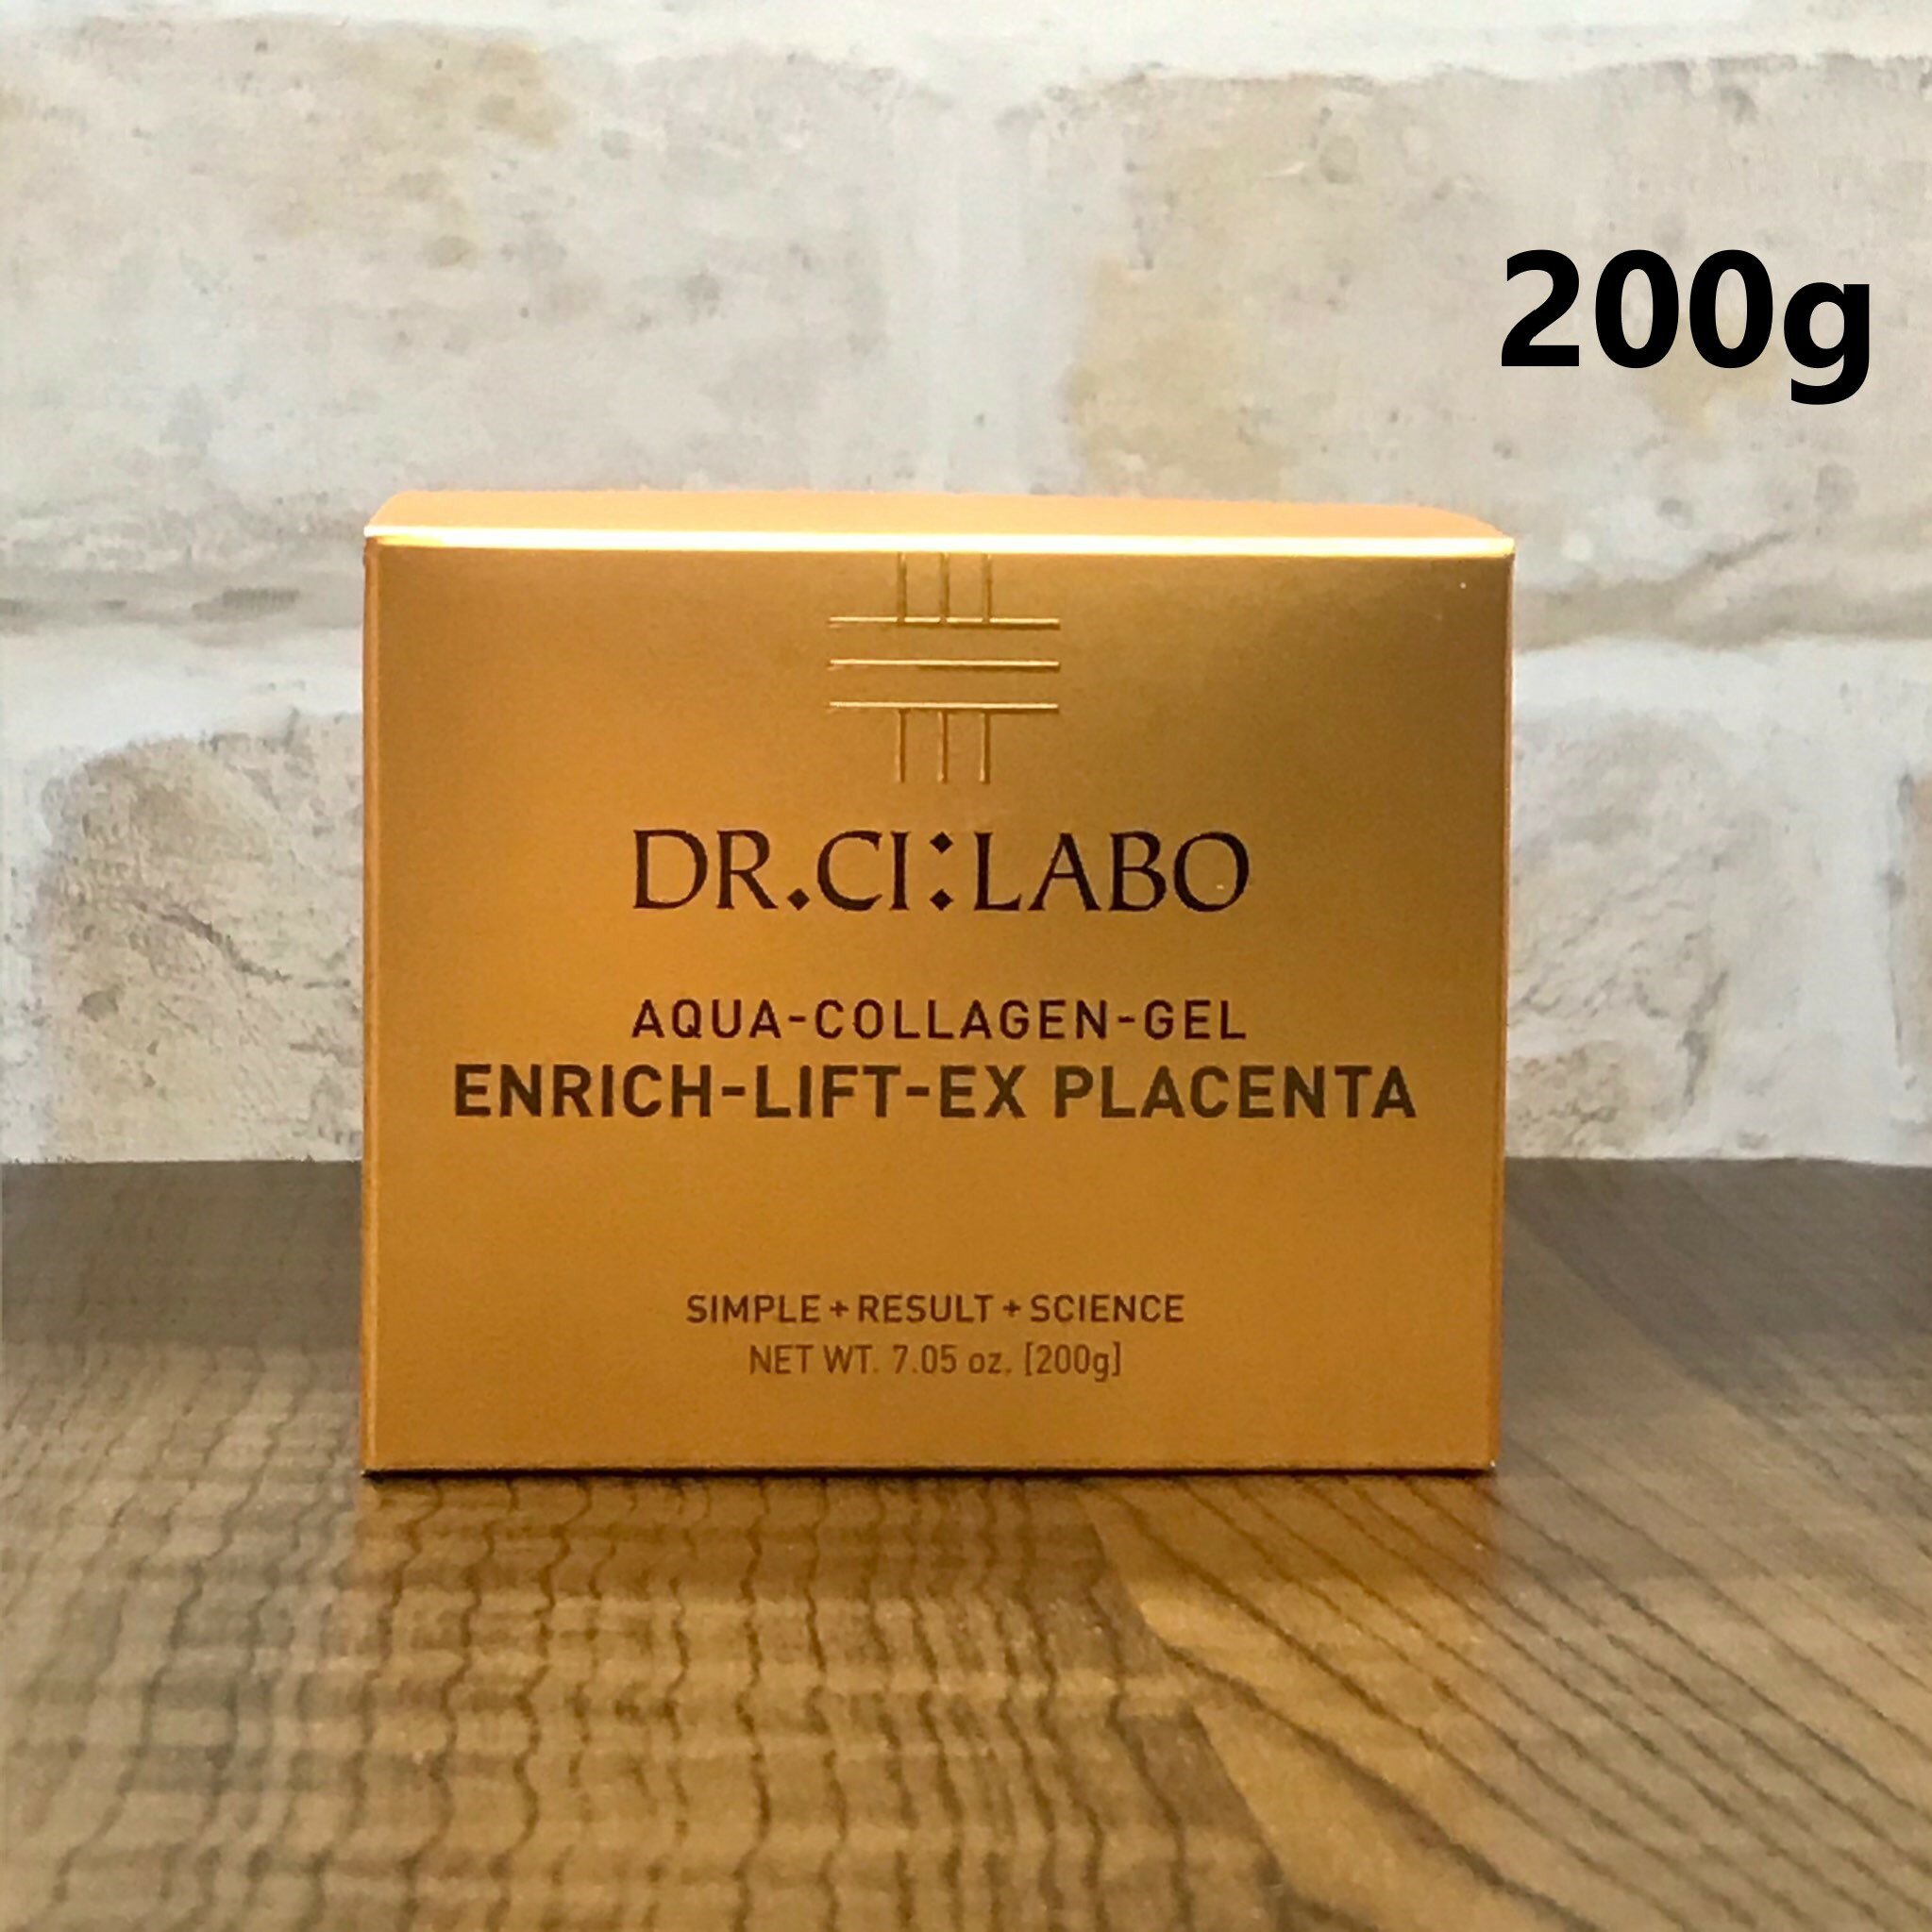 200g
DR.CI:LABO
AQUA-COLLAGEN-GEL
ENRICH-LIFT-EX PLACENTA
SIMPLE+RESULT+SCIENCE
NET WT. 7.05 oz. [200g]